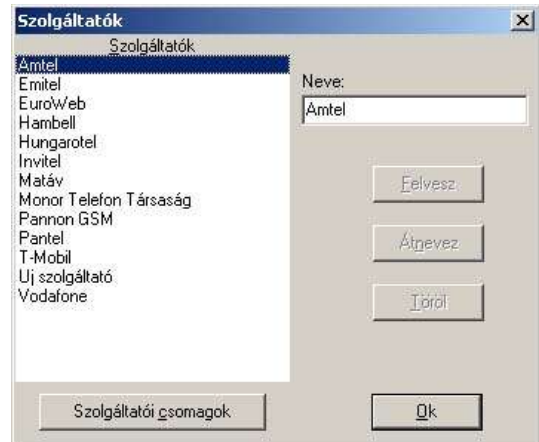 Szolgáltatók
Szolgáltatók
Amtel
Emitel
EuroWeb
Hambell
Hungarotel
Invitel
Matáv
Monor Telefon Társaság
Pannon GSM
Pantel
T-Mobil
Uj szolgáltató
Vodafone
Neve:
Amtel
Felvesz
Átnevez
Töröl
Szolgáltatói csomagok
Ok